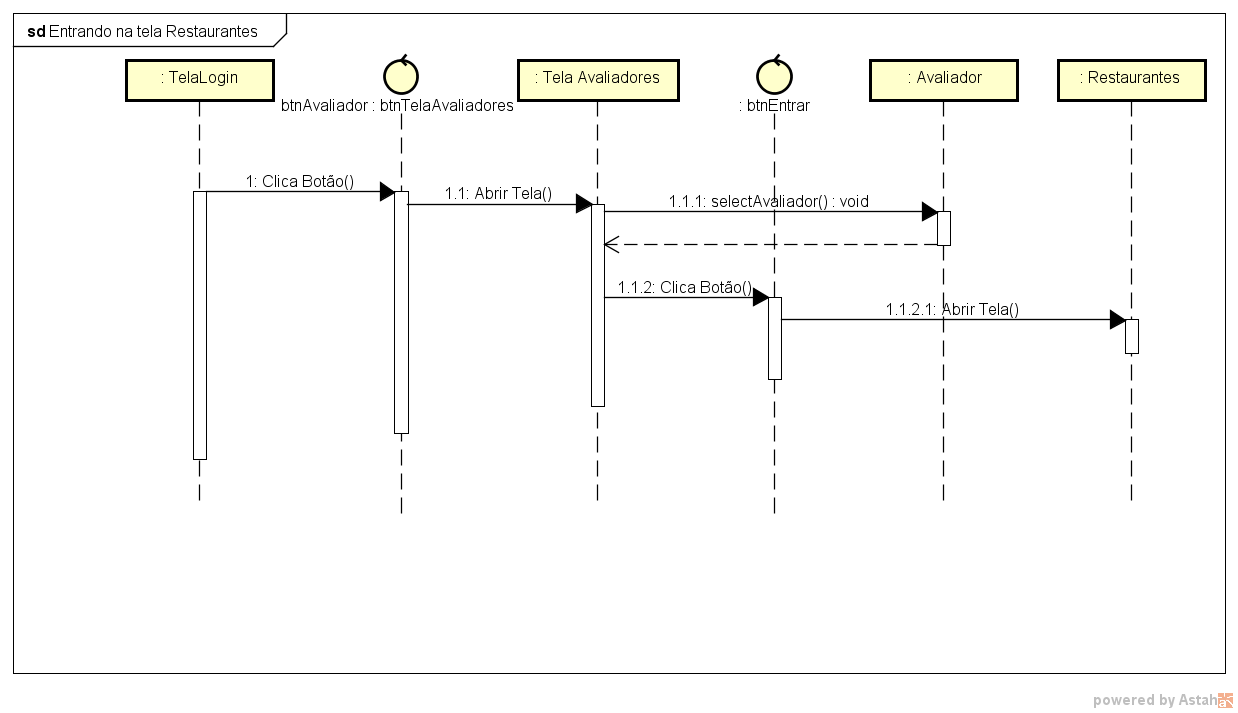 sd Entrando na tela Restaurantes
: TelaLogin
btnAvaliador : btnTelaAvaliadores
: Tela Avaliadores
: btnEntrar
: Avaliador
: Restaurantes
1: Clica Botão()
1.1: Abrir Tela()
1.1.1: selectAvaliador() : void
1.1.2: Clica Botão()
1.1.2.1: Abrir Tela()
powered by Astah